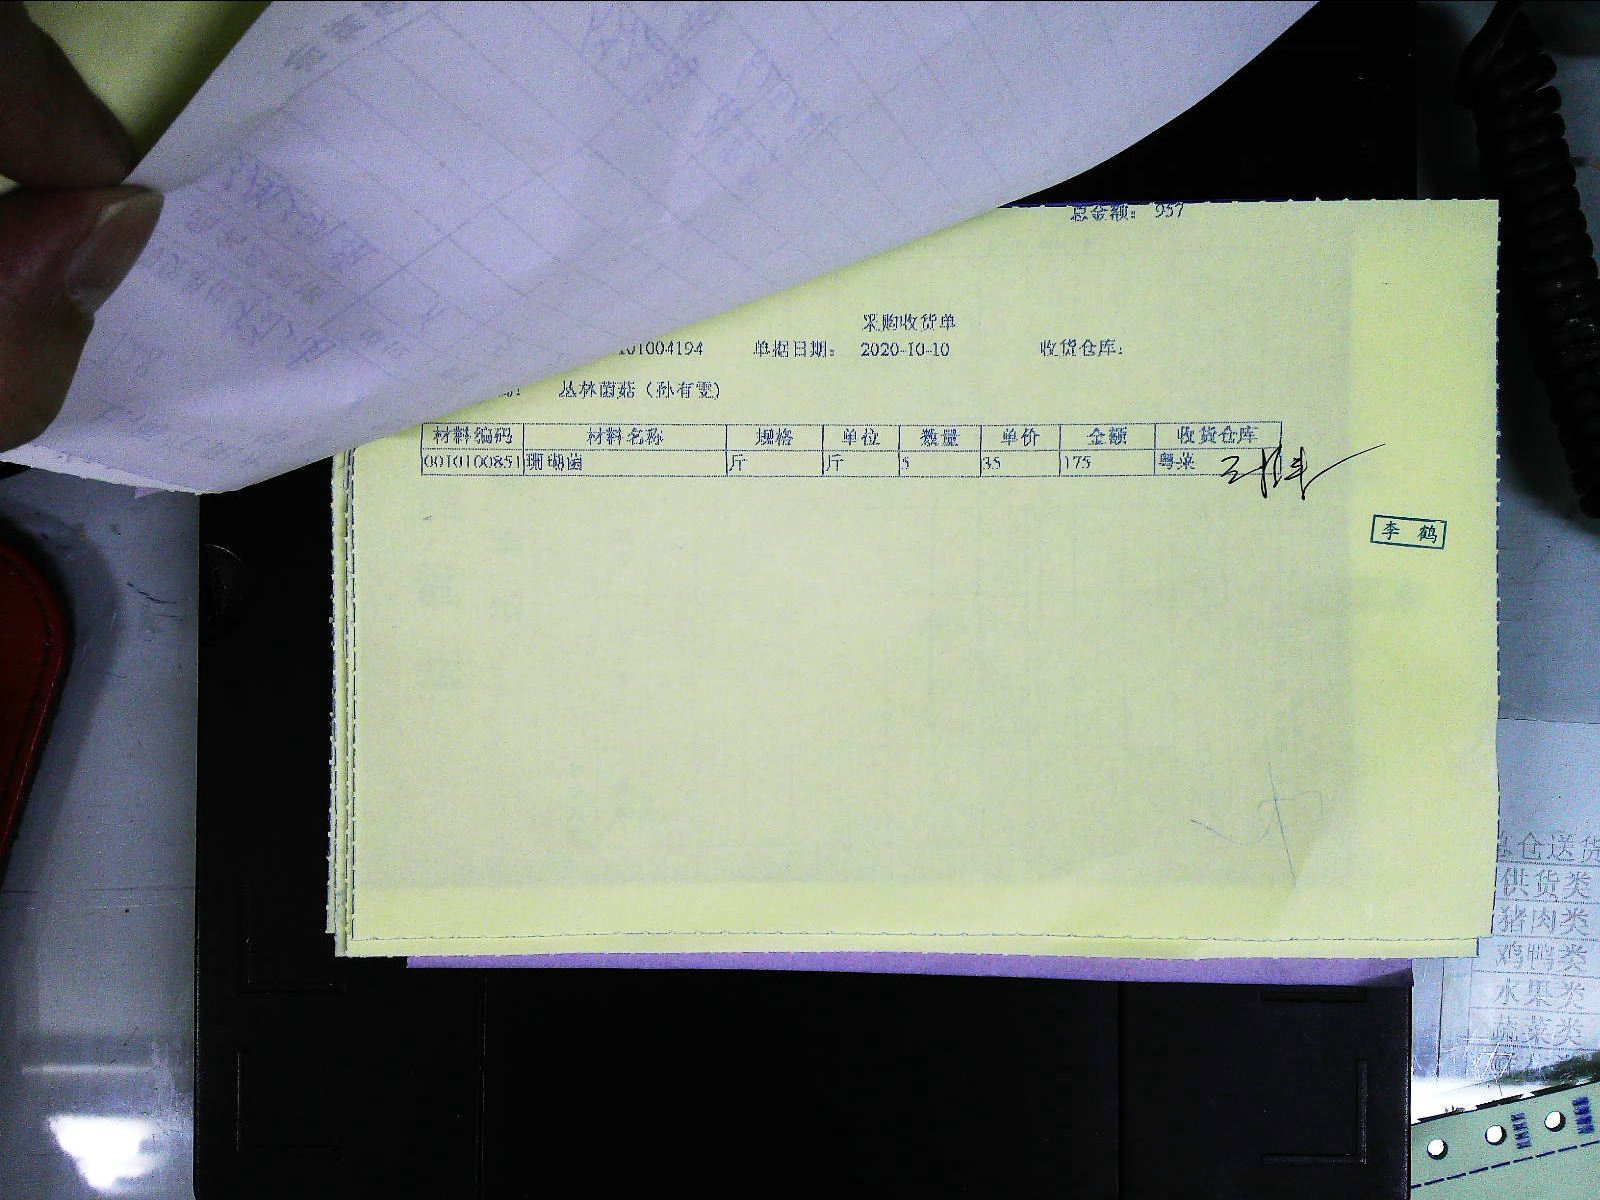 总金额: 957
采购收货单
101004194 单据日期: 2020-10-10 收货仓库:
丛林菌菇（孙有雯）
材料编码 材料名称 规格 单位 数量 单价 金额 收货仓库
0010100851 珊瑚菌 斤 斤 5 35 175 粤菜
李鹤
总仓送货
供货类
猪肉类
鸡鸭类
水果类
蔬菜类